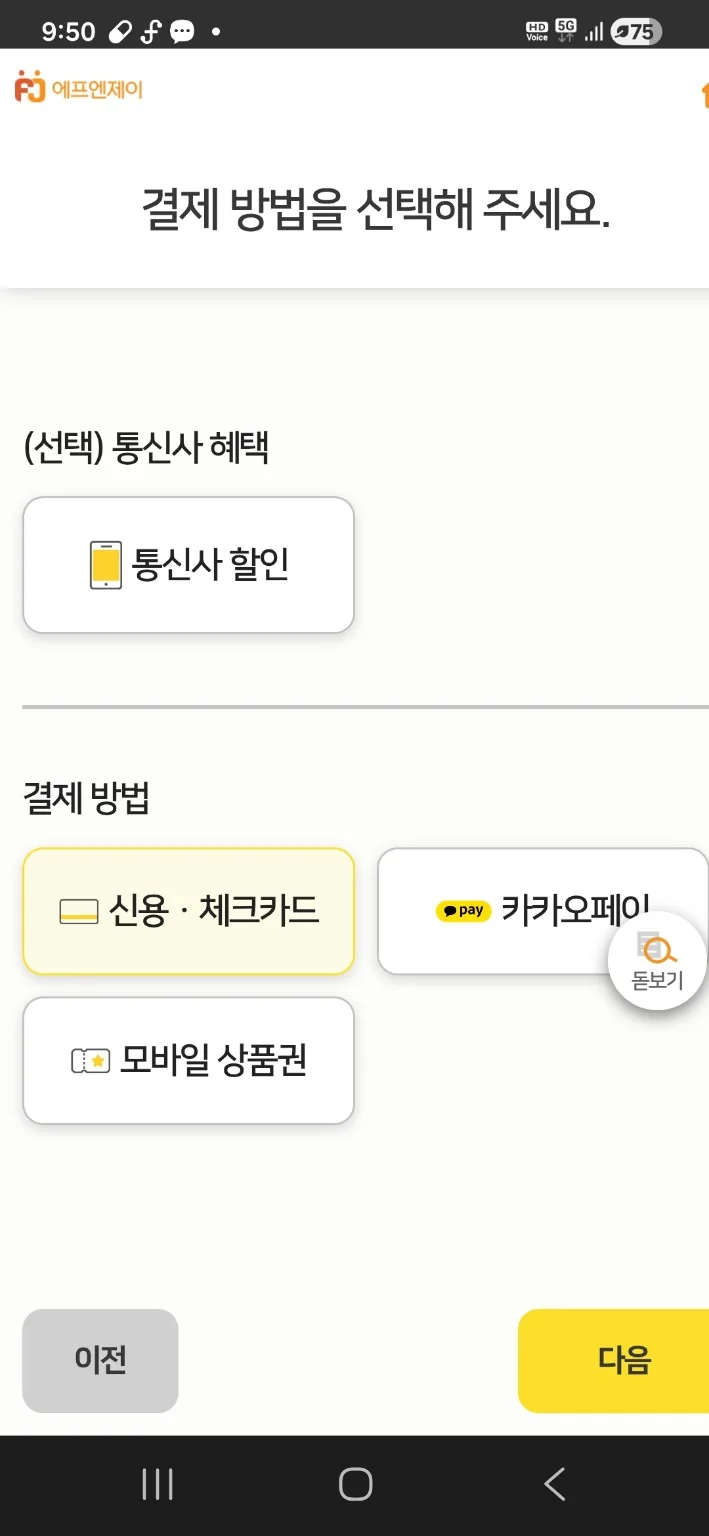 9:50
HD Voice 5G 75
에프엔제이
결제 방법을 선택해 주세요.
(선택) 통신사 혜택
통신사 할인
결제 방법
신용 · 체크카드
pay 카카오페이
돋보기
모바일 상품권
이전
다음